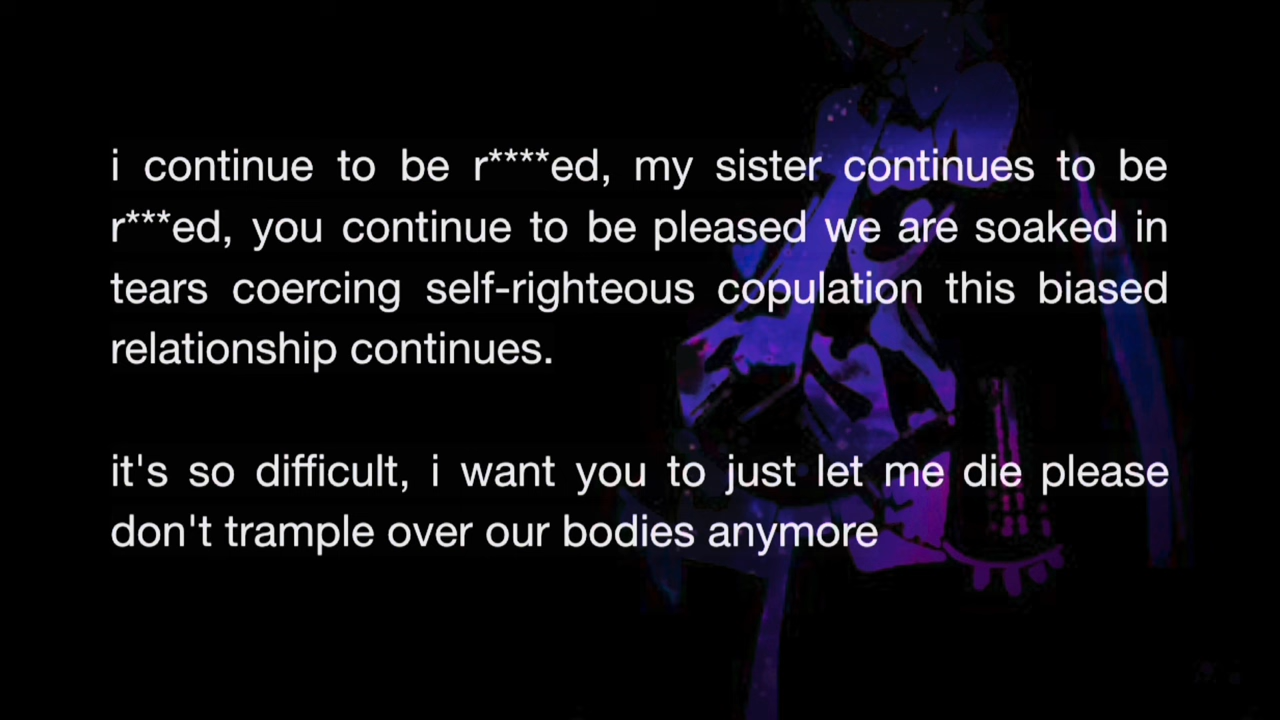 i continue to be r****ed, my sister continues to be
r***ed, you continue to be pleased we are soaked in
tears coercing self-righteous copulation this biased
relationship continues.
it's so difficult, i want you to just let me die please
don't trample over our bodies anymore